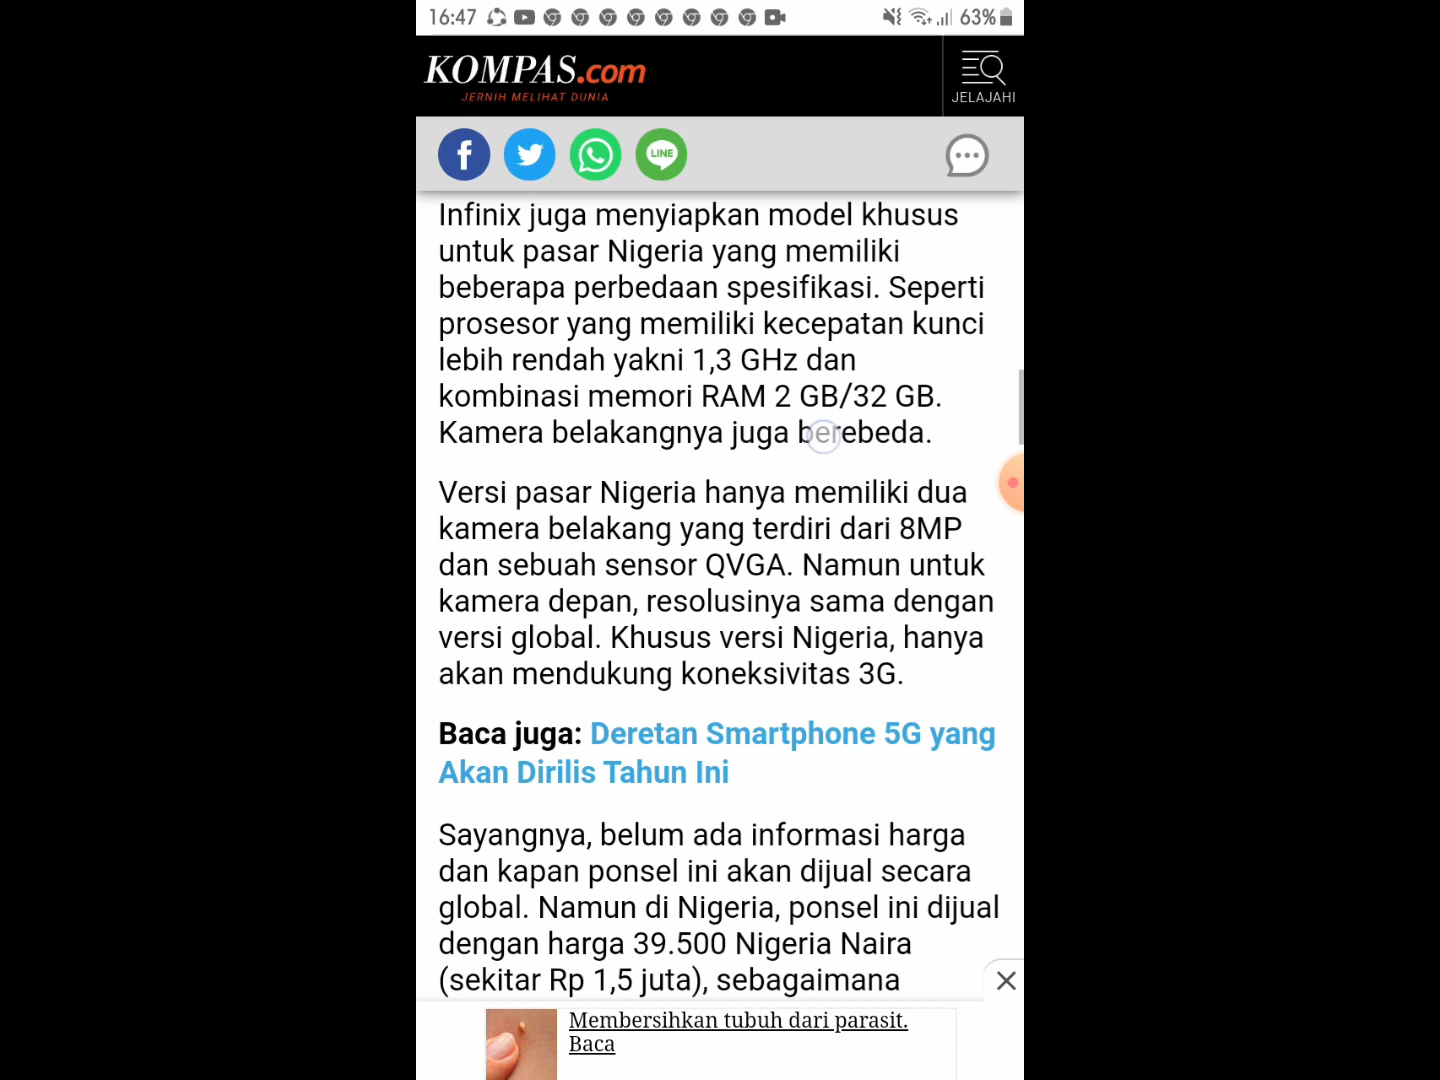 16:47
63%
KOMPAS.com
JERNIH MELIHAT DUNIA
JELAJAHI
LINE
Infinix juga menyiapkan model khusus
untuk pasar Nigeria yang memiliki
beberapa perbedaan spesifikasi. Seperti
prosesor yang memiliki kecepatan kunci
lebih rendah yakni 1,3 GHz dan
kombinasi memori RAM 2 GB/32 GB.
Kamera belakangnya juga berebeda.
Versi pasar Nigeria hanya memiliki dua
kamera belakang yang terdiri dari 8MP
dan sebuah sensor QVGA. Namun untuk
kamera depan, resolusinya sama dengan
versi global. Khusus versi Nigeria, hanya
akan mendukung koneksivitas 3G.
Baca juga: Deretan Smartphone 5G yang
Akan Dirilis Tahun Ini
Sayangnya, belum ada informasi harga
dan kapan ponsel ini akan dijual secara
global. Namun di Nigeria, ponsel ini dijual
dengan harga 39.500 Nigeria Naira
(sekitar Rp 1,5 juta), sebagaimana
Membersihkan tubuh dari parasit.
Baca